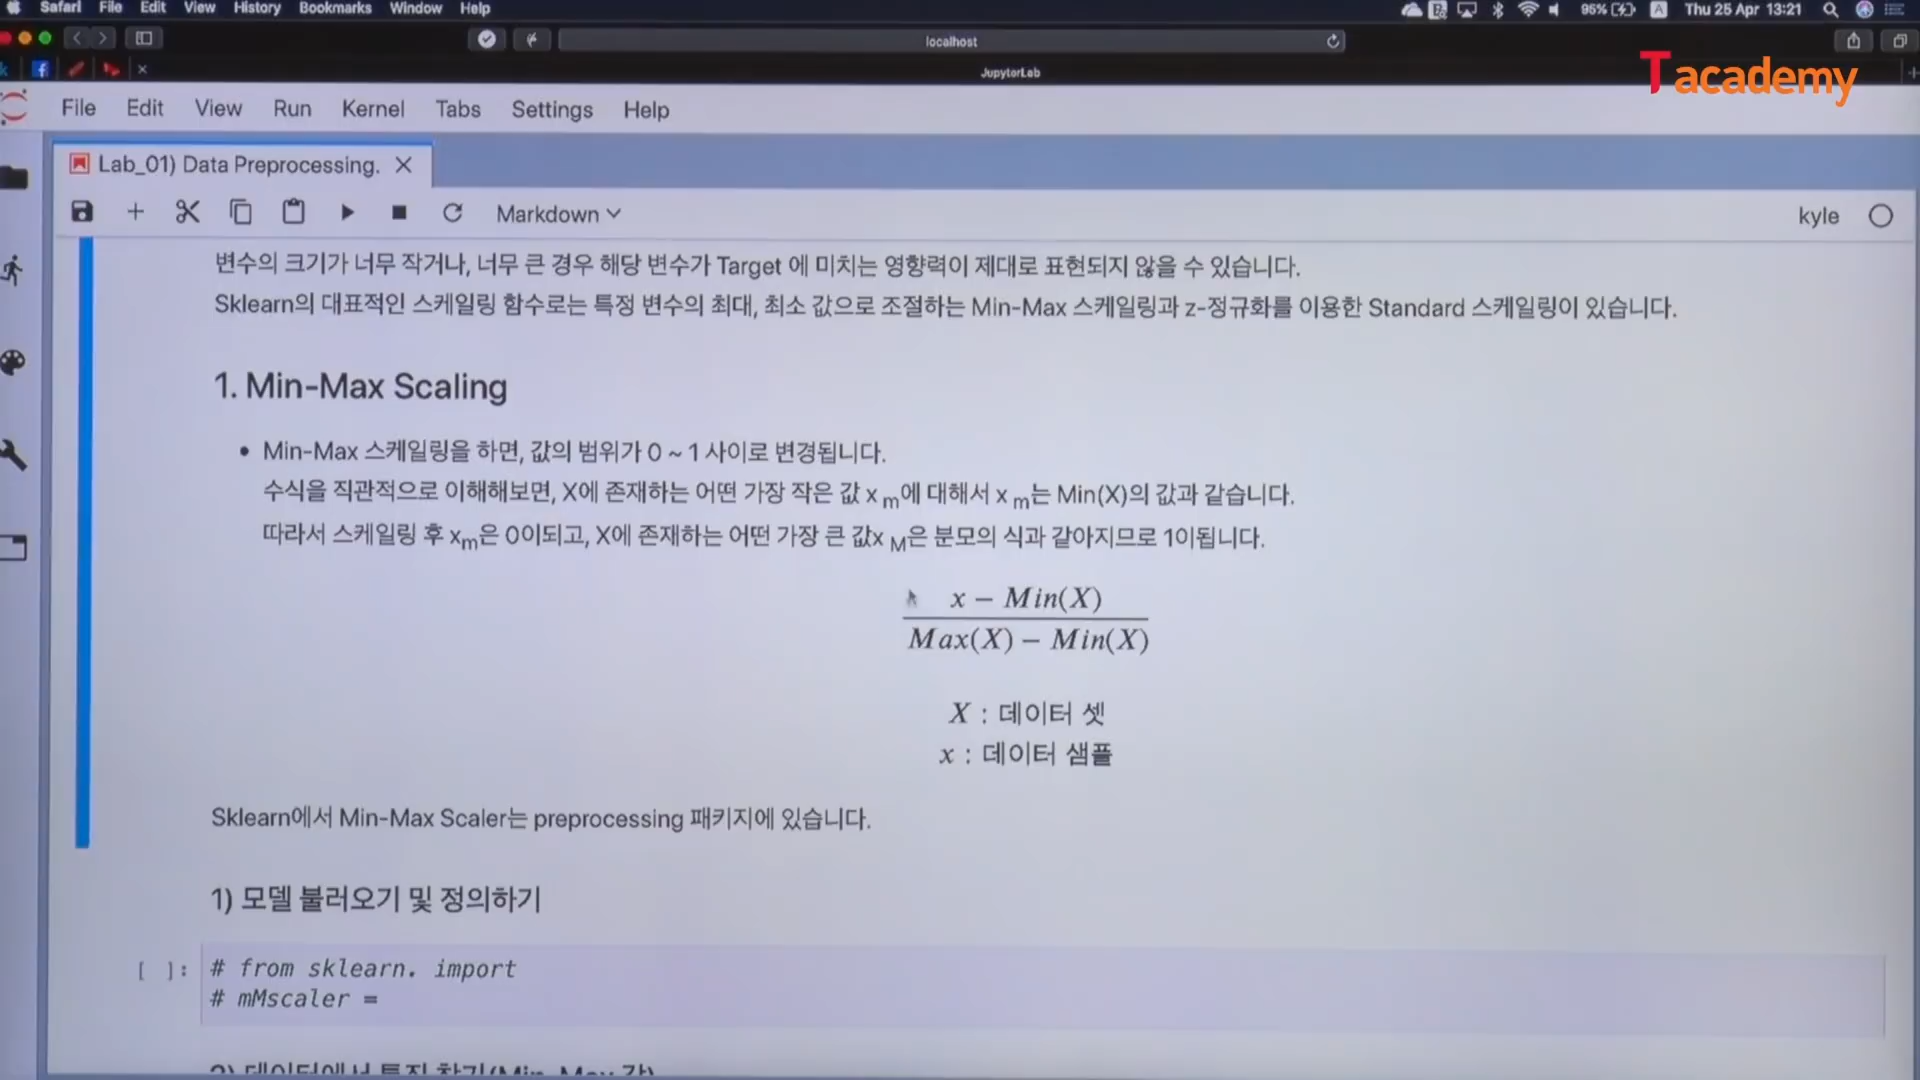 Safari File Edit View History Bookmarks Window Help
95% A Thu 25 Apr 13:21
localhost
JupyterLab
Tacademy
File Edit View Run Kernel Tabs Settings Help
Lab_01) Data Preprocessing.
Markdown
kyle
변수의 크기가 너무 작거나, 너무 큰 경우 해당 변수가 Target 에 미치는 영향력이 제대로 표현되지 않을 수 있습니다.
Sklearn의 대표적인 스케일링 함수로는 특정 변수의 최대, 최소 값으로 조절하는 Min-Max 스케일링과 z-정규화를 이용한 Standard 스케일링이 있습니다.
1. Min-Max Scaling
• Min-Max 스케일링을 하면, 값의 범위가 0 ~ 1 사이로 변경됩니다.
수식을 직관적으로 이해해보면, X에 존재하는 어떤 가장 작은 값 x m에 대해서 x m는 Min(X)의 값과 같습니다.
따라서 스케일링 후 xm은 0이되고, X에 존재하는 어떤 가장 큰 값x M은 분모의 식과 같아지므로 1이됩니다.
x − Min(X)
Max(X) − Min(X)
X : 데이터 셋
x : 데이터 샘플
Sklearn에서 Min-Max Scaler는 preprocessing 패키지에 있습니다.
1) 모델 불러오기 및 정의하기
[ ]: # from sklearn. import
# mMscaler =
2) 데이터에서 특징 찾기(Min, Max 값)